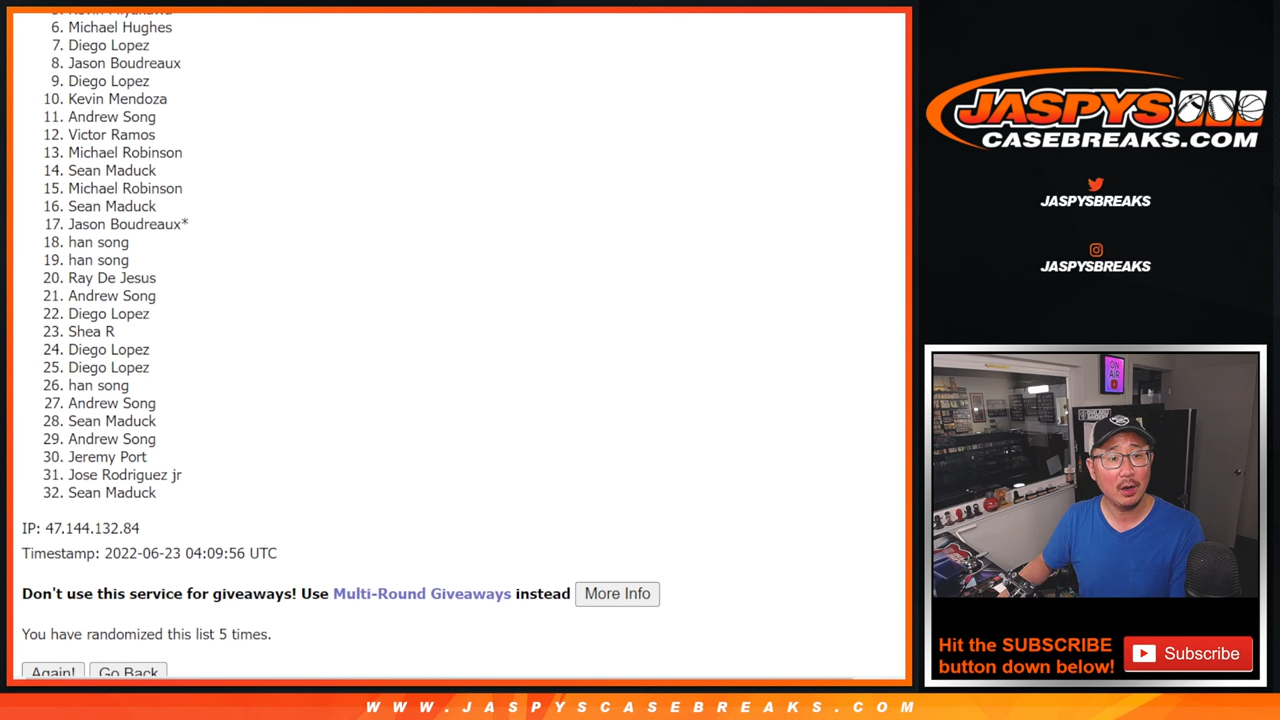 6. Michael Hughes
7. Diego Lopez
8. Jason Boudreaux
9. Diego Lopez
10. Kevin Mendoza
11. Andrew Song
12. Victor Ramos
13. Michael Robinson
14. Sean Maduck
15. Michael Robinson
16. Sean Maduck
17. Jason Boudreaux*
18. han song
19. han song
20. Ray De Jesus
21. Andrew Song
22. Diego Lopez
23. Shea R
24. Diego Lopez
25. Diego Lopez
26. han song
27. Andrew Song
28. Sean Maduck
29. Andrew Song
30. Jeremy Port
31. Jose Rodriguez jr
32. Sean Maduck
IP: 47.144.132.84
Timestamp: 2022-06-23 04:09:56 UTC
Don't use this service for giveaways! Use Multi-Round Giveaways instead More Info
You have randomized this list 5 times.
Again! Go Back
JASPYS
CASEBREAKS.COM
JASPYSBREAKS
JASPYSBREAKS
ON
AIR
Hit the SUBSCRIBE
button down below!
Subscribe
WWW.JASPYSCASEBREAKS.COM